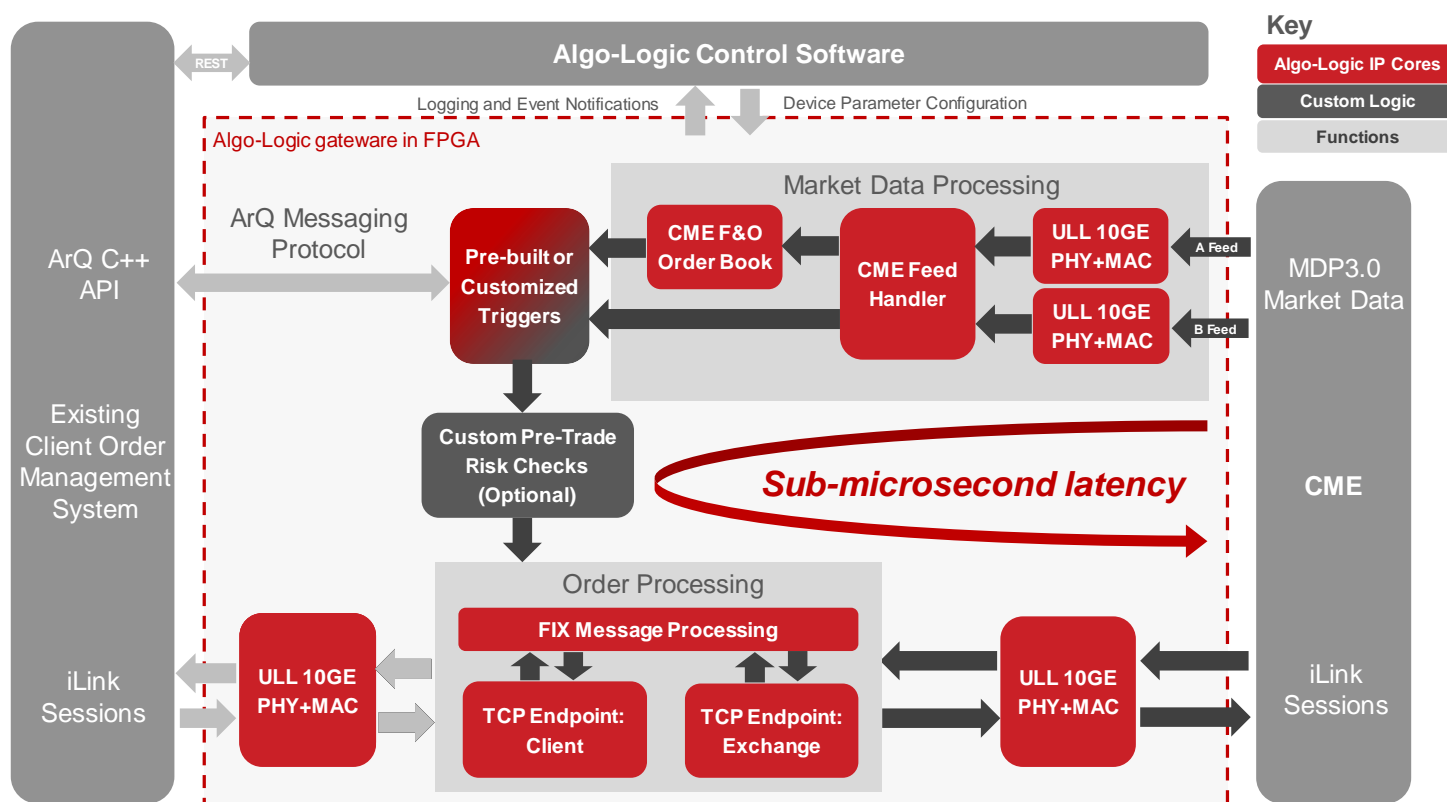 Key
Algo-Logic IP Cores
Custom Logic
Functions
Algo-Logic Control Software
REST
Logging and Event Notifications
Device Parameter Configuration
Algo-Logic gateware in FPGA
Market Data Processing
ArQ Messaging
Protocol
ArQ C++
API
Pre-built or
Customized
Triggers
CME F&O
Order Book
CME Feed
Handler
ULL 10GE
PHY+MAC
A Feed
ULL 10GE
PHY+MAC
B Feed
MDP3.0
Market Data
Existing
Client Order
Management
System
Custom Pre-Trade
Risk Checks
(Optional)
Sub-microsecond latency
CME
Order Processing
FIX Message Processing
iLink
Sessions
ULL 10GE
PHY+MAC
TCP Endpoint:
Client
TCP Endpoint:
Exchange
ULL 10GE
PHY+MAC
iLink
Sessions